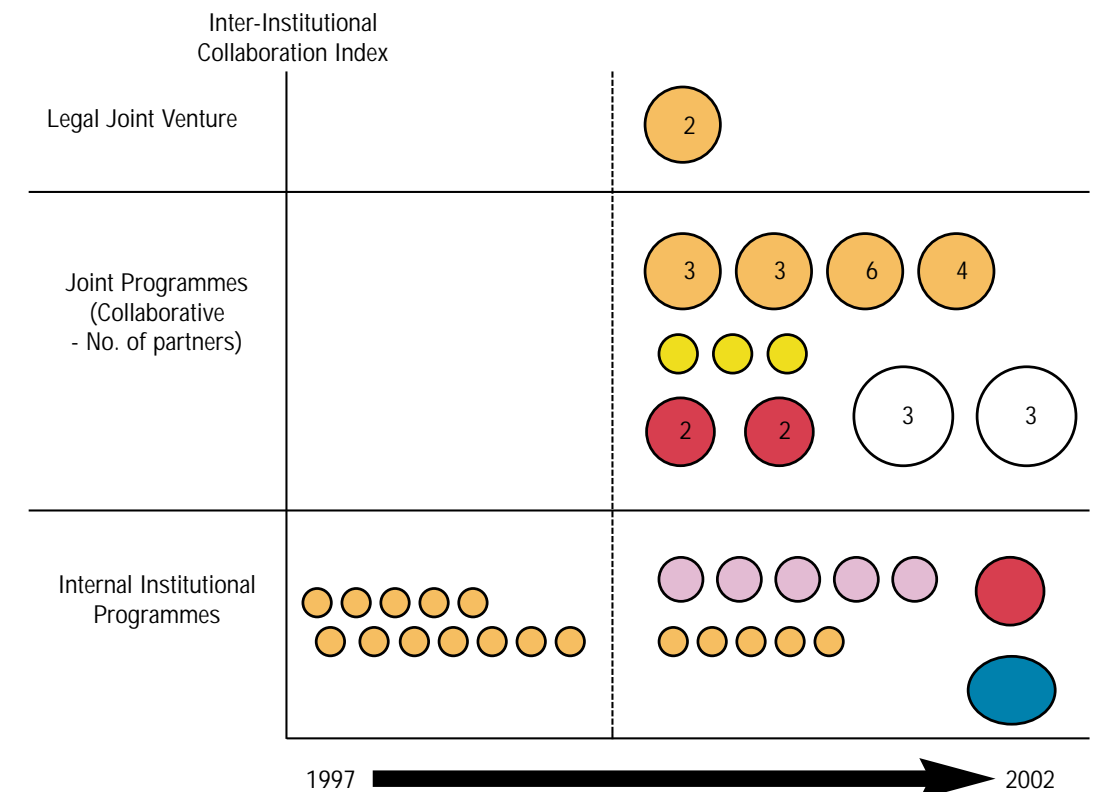 Inter-Institutional
Collaboration Index
Legal Joint Venture
2
Joint Programmes
(Collaborative
- No. of partners)
3 3 6 4
2 2 3 3
Internal Institutional
Programmes
1997 2002